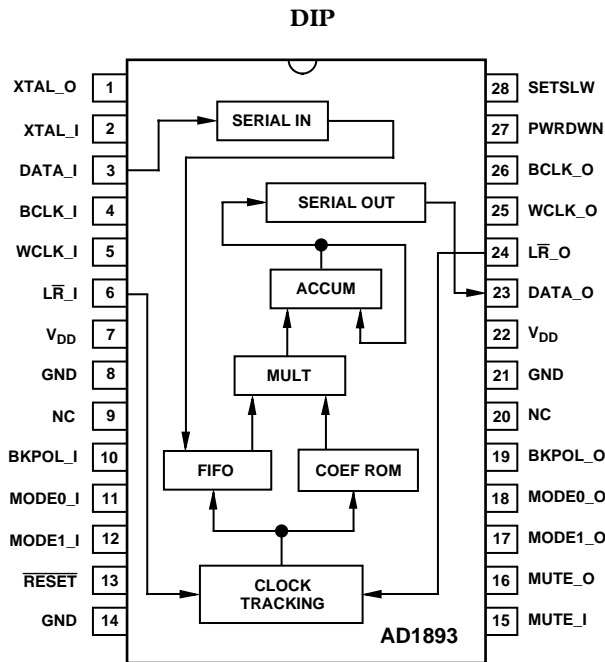 DIP
XTAL_O 1
XTAL_I 2
DATA_I 3
BCLK_I 4
WCLK_I 5
LR̅_I 6
V_DD 7
GND 8
NC 9
BKPOL_I 10
MODE0_I 11
MODE1_I 12
R̅E̅S̅E̅T̅ 13
GND 14
28 SETSLW
27 PWRDWN
26 BCLK_O
25 WCLK_O
24 LR̅_O
23 DATA_O
22 V_DD
21 GND
20 NC
19 BKPOL_O
18 MODE0_O
17 MODE1_O
16 MUTE_O
15 MUTE_I
SERIAL IN
SERIAL OUT
ACCUM
MULT
FIFO
COEF ROM
CLOCK
TRACKING
AD1893